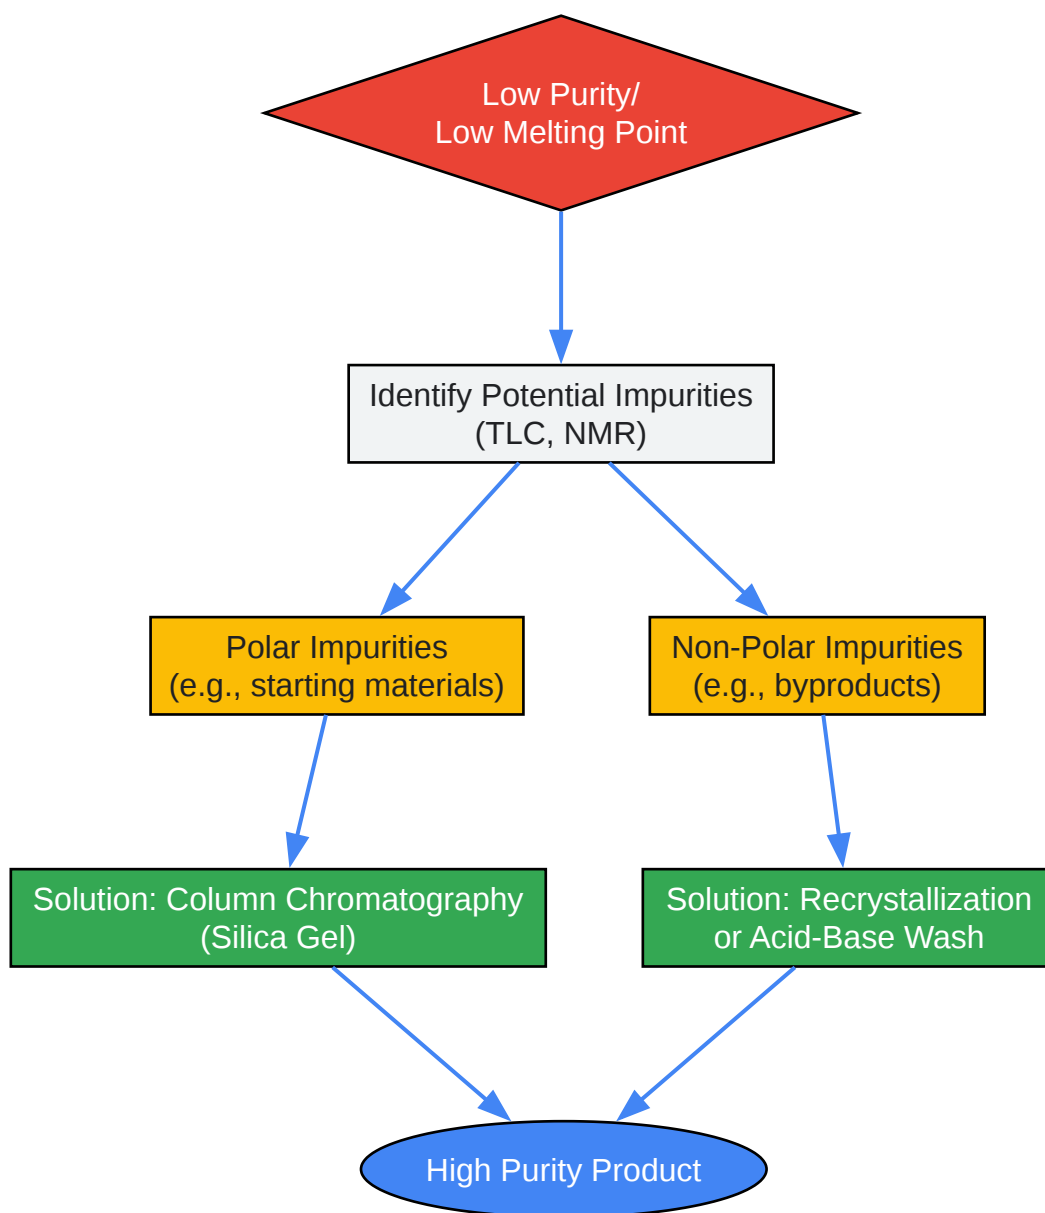 Low Purity/
Low Melting Point
Identify Potential Impurities
(TLC, NMR)
Polar Impurities
(e.g., starting materials)
Non-Polar Impurities
(e.g., byproducts)
Solution: Column Chromatography
(Silica Gel)
Solution: Recrystallization
or Acid-Base Wash
High Purity Product